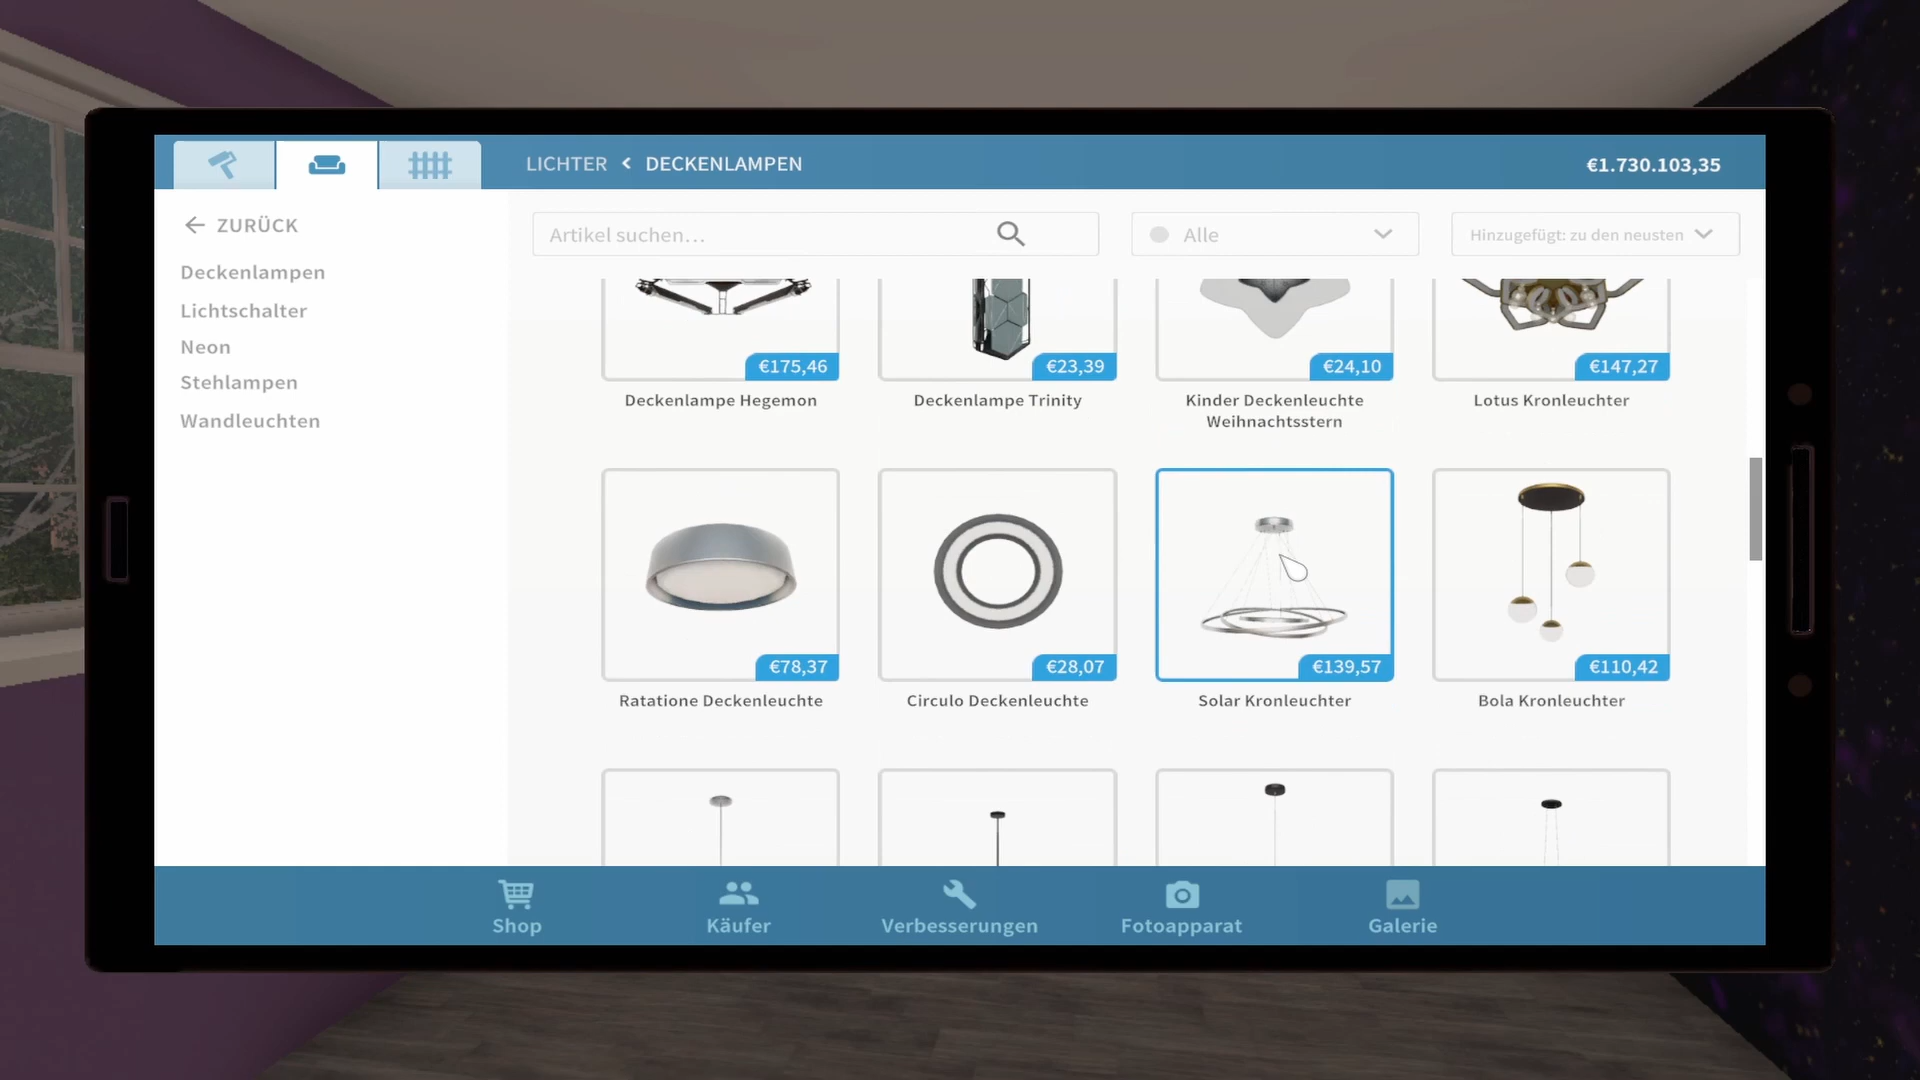 LICHTER < DECKENLAMPEN
€1.730.103,35
ZURÜCK
Artikel suchen...
Alle
Hinzugefügt: zu den neusten
Deckenlampen
Lichtschalter
Neon
Stehlampen
Wandleuchten
€175,46
€23,39
€24,10
€147,27
Deckenlampe Hegemon
Deckenlampe Trinity
Kinder Deckenleuchte
Weihnachtsstern
Lotus Kronleuchter
€78,37
€28,07
€139,57
€110,42
Ratatione Deckenleuchte
Circulo Deckenleuchte
Solar Kronleuchter
Bola Kronleuchter
Shop
Käufer
Verbesserungen
Fotoapparat
Galerie